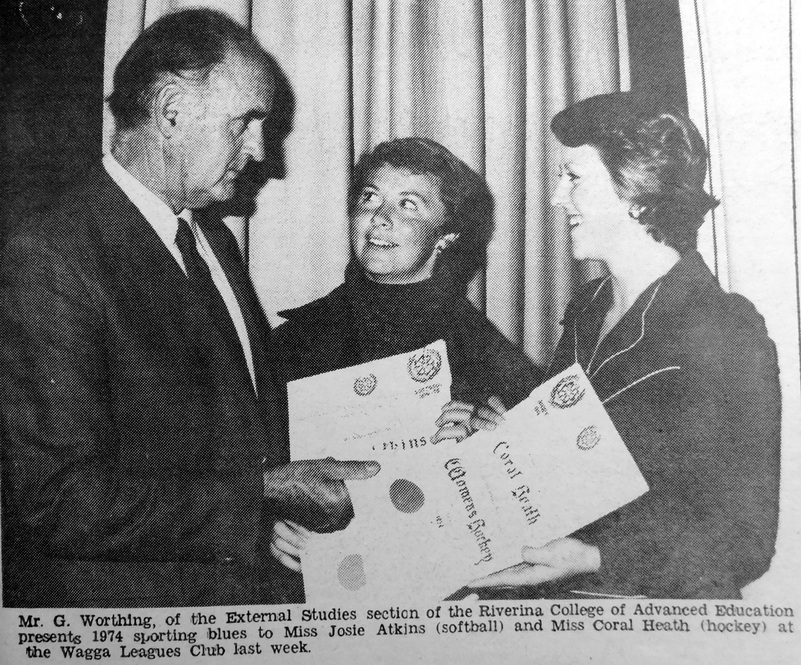 kins
Coral Heath
Womens Hockey
1974
Mr. G. Worthing, of the External Studies section of the Riverina College of Advanced Education
presents 1974 sporting blues to Miss Josie Atkins (softball) and Miss Coral Heath (hockey) at
the Wagga Leagues Club last week.